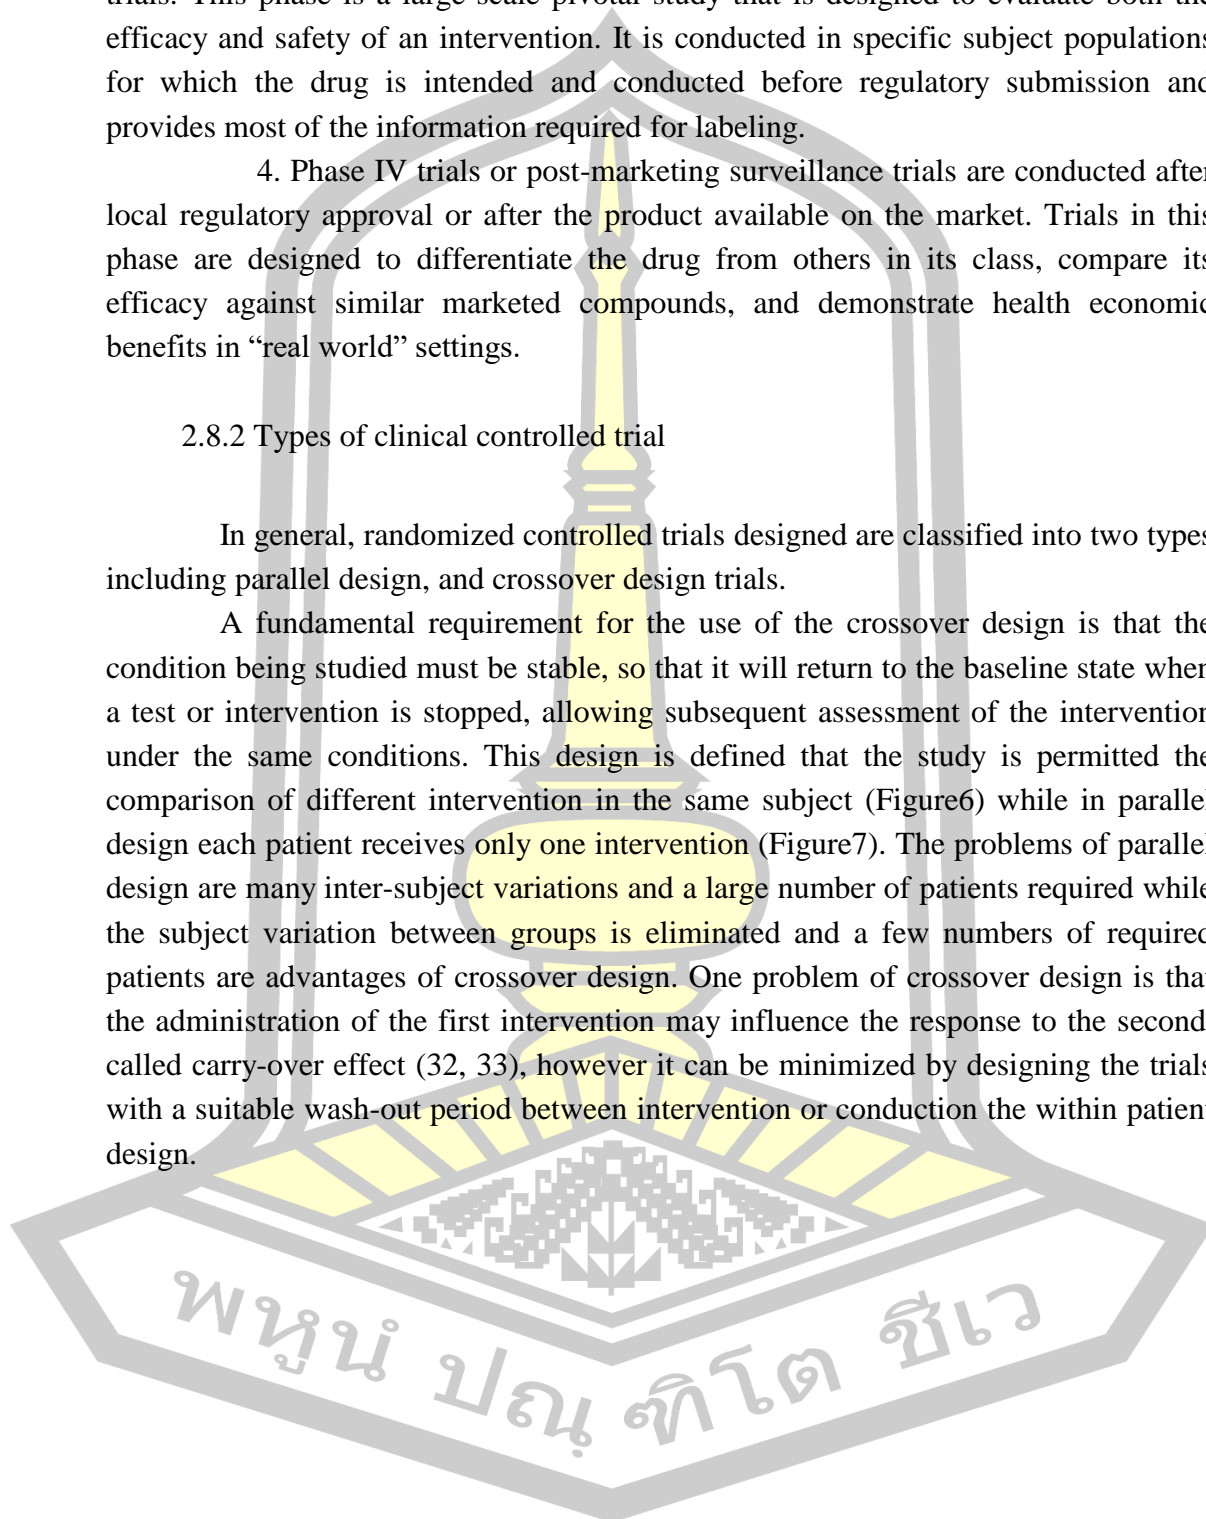 trials. This phase is a large scale pivotal study that is designed to evaluate both the
efficacy and safety of an intervention. It is conducted in specific subject populations
for which the drug is intended and conducted before regulatory submission and
provides most of the information required for labeling.
4. Phase IV trials or post-marketing surveillance trials are conducted after
local regulatory approval or after the product available on the market. Trials in this
phase are designed to differentiate the drug from others in its class, compare its
efficacy against similar marketed compounds, and demonstrate health economic
benefits in “real world” settings.
2.8.2 Types of clinical controlled trial
In general, randomized controlled trials designed are classified into two types
including parallel design, and crossover design trials.
A fundamental requirement for the use of the crossover design is that the
condition being studied must be stable, so that it will return to the baseline state when
a test or intervention is stopped, allowing subsequent assessment of the intervention
under the same conditions. This design is defined that the study is permitted the
comparison of different intervention in the same subject (Figure6) while in parallel
design each patient receives only one intervention (Figure7). The problems of parallel
design are many inter-subject variations and a large number of patients required while
the subject variation between groups is eliminated and a few numbers of required
patients are advantages of crossover design. One problem of crossover design is that
the administration of the first intervention may influence the response to the second
called carry-over effect (32, 33), however it can be minimized by designing the trials
with a suitable wash-out period between intervention or conduction the within patient
design.
พหูนํ ปณฺฑิโต ชีเว